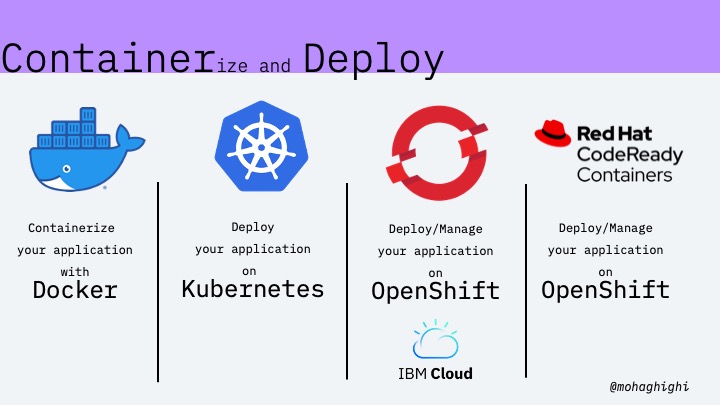 Containerize and Deploy
Red Hat
CodeReady
Containers
Containerize
your application
with
Docker
Deploy
your application
on
Kubernetes
Deploy/Manage
your application
on
OpenShift
IBM Cloud
Deploy/Manage
your application
on
OpenShift
@mohaghighi